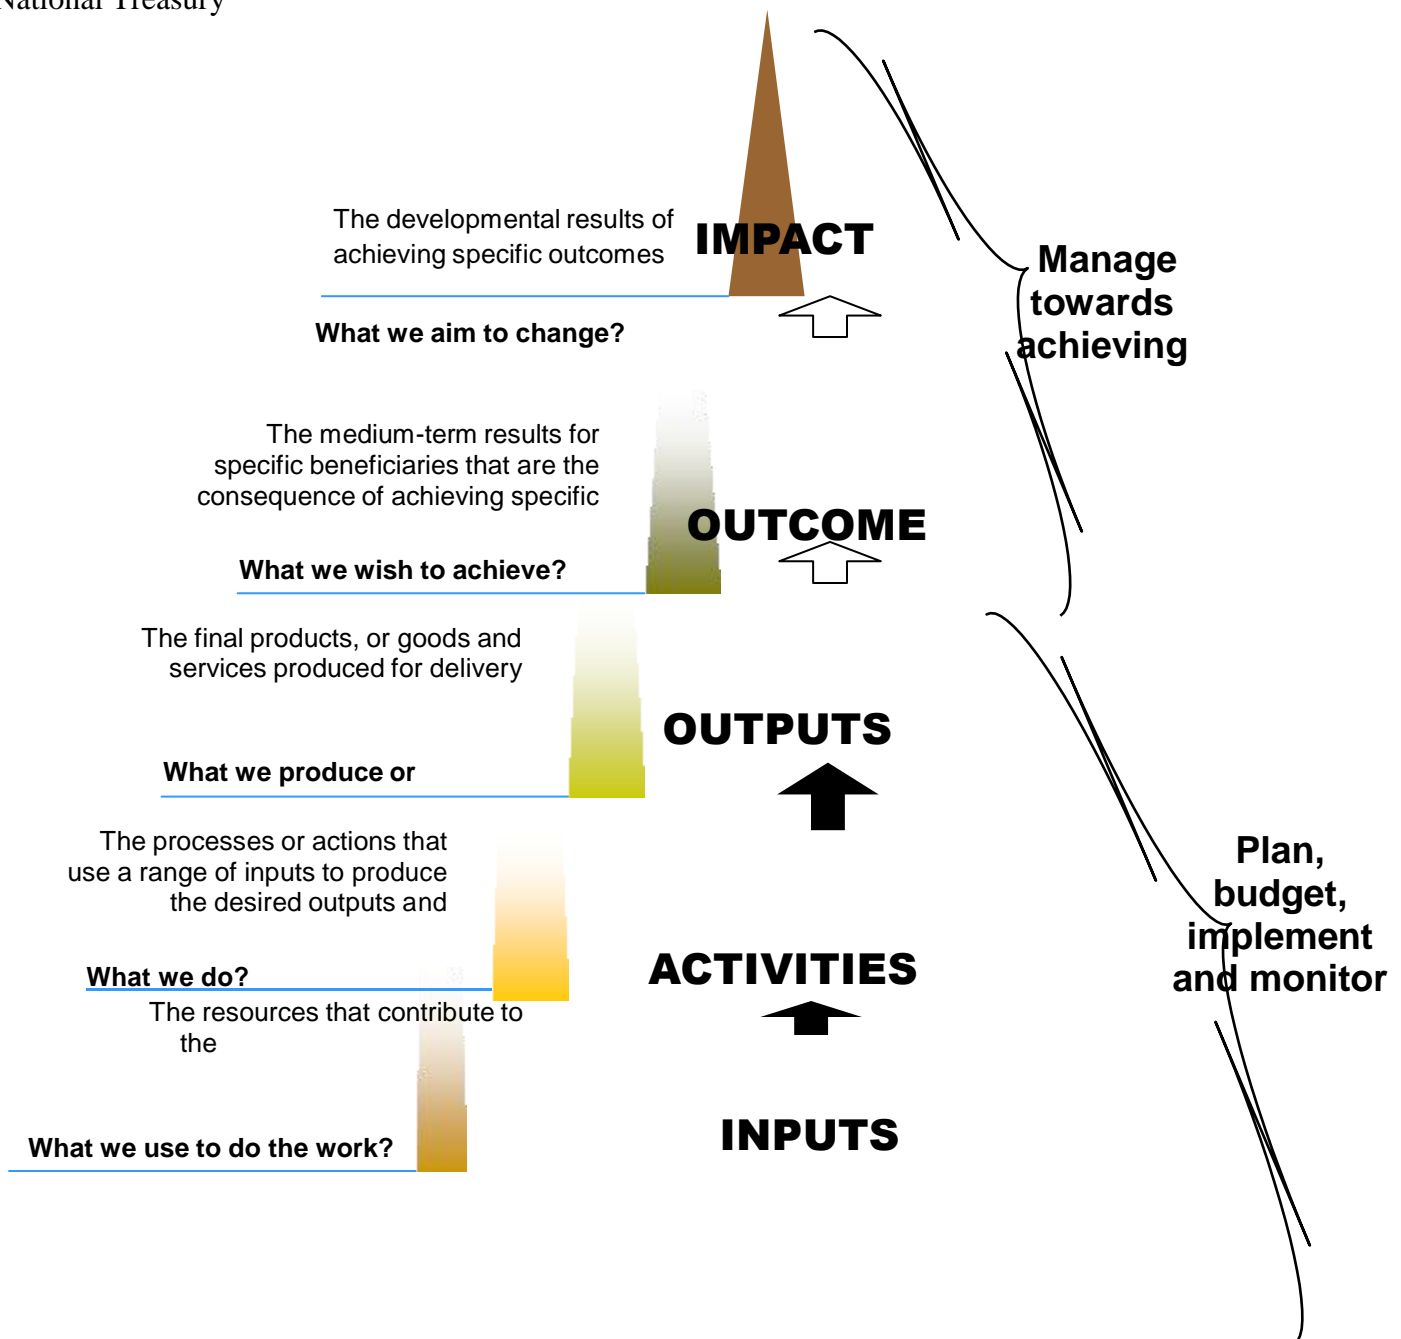 National Treasury
The developmental results of
achieving specific outcomes
IMPACT
What we aim to change?
Manage
towards
achieving
The medium-term results for
specific beneficiaries that are the
consequence of achieving specific
OUTCOME
What we wish to achieve?
The final products, or goods and
services produced for delivery
OUTPUTS
What we produce or
The processes or actions that
use a range of inputs to produce
the desired outputs and
ACTIVITIES
What we do?
Plan,
budget,
implement
and monitor
The resources that contribute to
the
INPUTS
What we use to do the work?